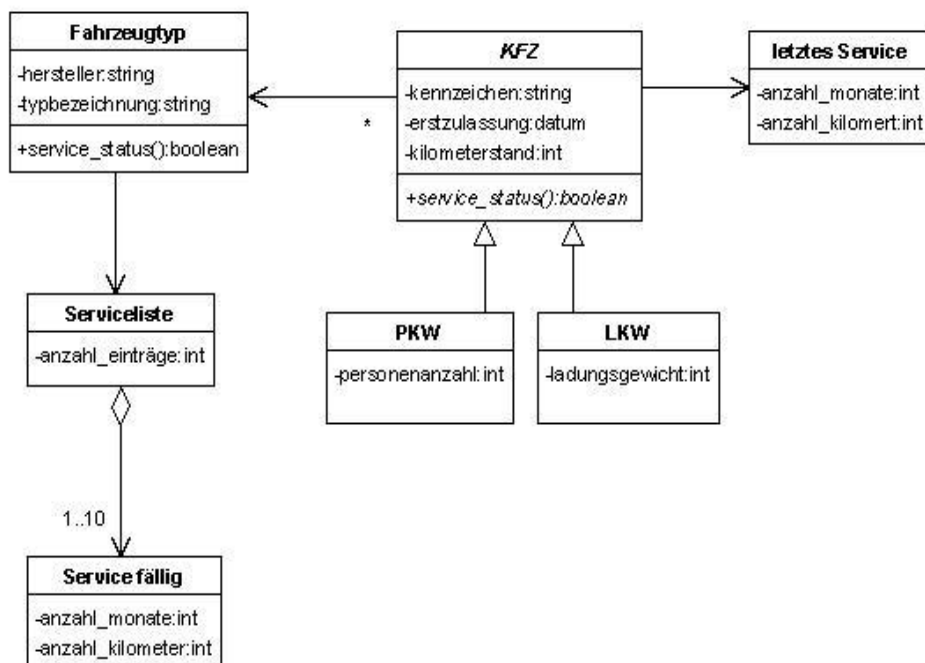 Fahrzeugtyp
-hersteller:string
-typbezeichnung:string
+service_status():boolean
*
KFZ
-kennzeichen:string
-erstzulassung:datum
-kilometerstand:int
+service_status():boolean
letztes Service
-anzahl_monate:int
-anzahl_kilomert:int
Serviceliste
-anzahl_einträge:int
PKW
-personenanzahl:int
LKW
-ladungsgewicht:int
1..10
Service fällig
-anzahl_monate:int
-anzahl_kilometer:int